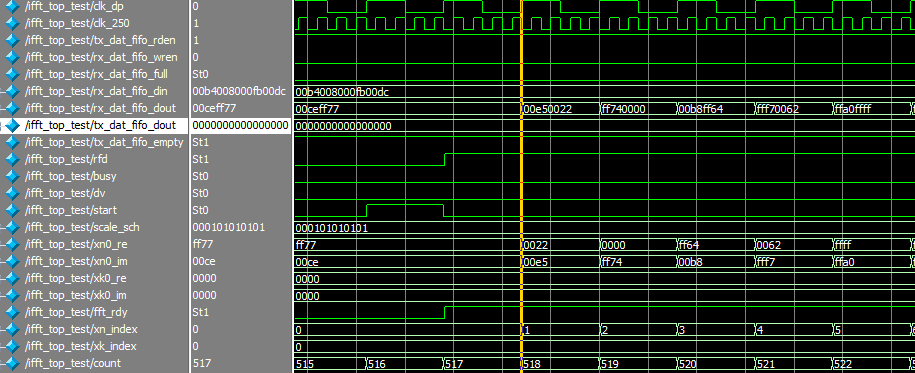 /ifft_top_test/clk_dp 0
/ifft_top_test/clk_250 1
/ifft_top_test/tx_dat_fifo_rden 1
/ifft_top_test/rx_dat_fifo_wren 0
/ifft_top_test/rx_dat_fifo_full St0
/ifft_top_test/rx_dat_fifo_din 00b4008000fb00dc 00b4008000fb00dc
/ifft_top_test/rx_dat_fifo_dout 00ceff77 00ceff77 00e50022 ff740000 00b8ff64 fff70062 ffa0ffff
/ifft_top_test/tx_dat_fifo_dout 0000000000000000 0000000000000000
/ifft_top_test/tx_dat_fifo_empty St1
/ifft_top_test/rfd St1
/ifft_top_test/busy St0
/ifft_top_test/dv St0
/ifft_top_test/start St0
/ifft_top_test/scale_sch 000101010101 000101010101
/ifft_top_test/xn0_re ff77 ff77 0022 0000 ff64 0062 ffff
/ifft_top_test/xn0_im 00ce 00ce 00e5 ff74 00b8 fff7 ffa0
/ifft_top_test/xk0_re 0000 0000
/ifft_top_test/xk0_im 0000 0000
/ifft_top_test/fft_rdy St1
/ifft_top_test/xn_index 0 0 1 2 3 4 5
/ifft_top_test/xk_index 0 0
/ifft_top_test/count 517 515 516 517 518 519 520 521 522